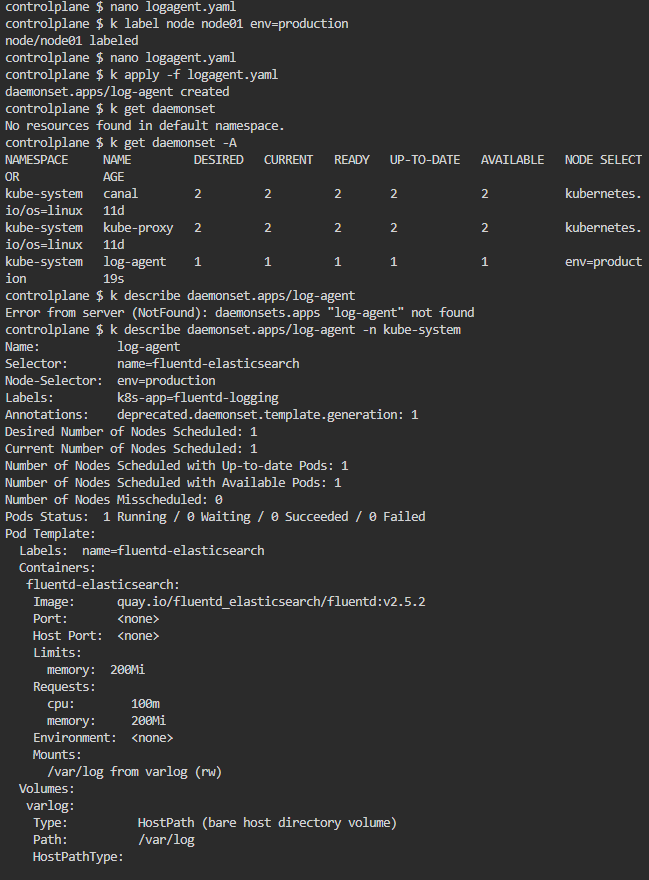 controlplane $ nano logagent.yaml
controlplane $ k label node node01 env=production
node/node01 labeled
controlplane $ nano logagent.yaml
controlplane $ k apply -f logagent.yaml
daemonset.apps/log-agent created
controlplane $ k get daemonset
No resources found in default namespace.
controlplane $ k get daemonset -A
NAMESPACE     NAME         DESIRED   CURRENT   READY   UP-TO-DATE   AVAILABLE   NODE SELECT
OR            AGE
kube-system   canal        2         2         2       2            2           kubernetes.
io/os=linux   11d
kube-system   kube-proxy   2         2         2       2            2           kubernetes.
io/os=linux   11d
kube-system   log-agent    1         1         1       1            1           env=product
ion           19s
controlplane $ k describe daemonset.apps/log-agent
Error from server (NotFound): daemonsets.apps "log-agent" not found
controlplane $ k describe daemonset.apps/log-agent -n kube-system
Name:           log-agent
Selector:       name=fluentd-elasticsearch
Node-Selector:  env=production
Labels:         k8s-app=fluentd-logging
Annotations:    deprecated.daemonset.template.generation: 1
Desired Number of Nodes Scheduled: 1
Current Number of Nodes Scheduled: 1
Number of Nodes Scheduled with Up-to-date Pods: 1
Number of Nodes Scheduled with Available Pods: 1
Number of Nodes Misscheduled: 0
Pods Status:  1 Running / 0 Waiting / 0 Succeeded / 0 Failed
Pod Template:
  Labels:  name=fluentd-elasticsearch
  Containers:
   fluentd-elasticsearch:
    Image:      quay.io/fluentd_elasticsearch/fluentd:v2.5.2
    Port:       <none>
    Host Port:  <none>
    Limits:
      memory:  200Mi
    Requests:
      cpu:        100m
      memory:     200Mi
    Environment:  <none>
    Mounts:
      /var/log from varlog (rw)
  Volumes:
   varlog:
    Type:          HostPath (bare host directory volume)
    Path:          /var/log
    HostPathType: